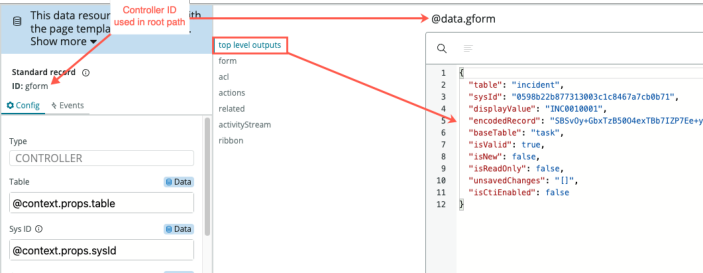 This data resour
Controller ID
used in root path
th
the page templa
Show more
@data.gform
Standard record
ID: gform
Config
Events
Type
CONTROLLER
Table
Data
@context.props.table
Sys ID
Data
@context.props.sysId
top level outputs
form
acl
actions
related
activityStream
ribbon
1 {
2 "table": "incident",
3 "sysId": "0598b22b877313003c1c8467a7cb0b71",
4 "displayValue": "INC0010001",
5 "encodedRecord": "SBSvOy+GbxTzB50O4exTBb7IZP7Ee+y
6 "baseTable": "task",
7 "isValid": true,
8 "isNew": false,
9 "isReadOnly": false,
10 "unsavedChanges": "[]",
11 "isCtiEnabled": false
12 }